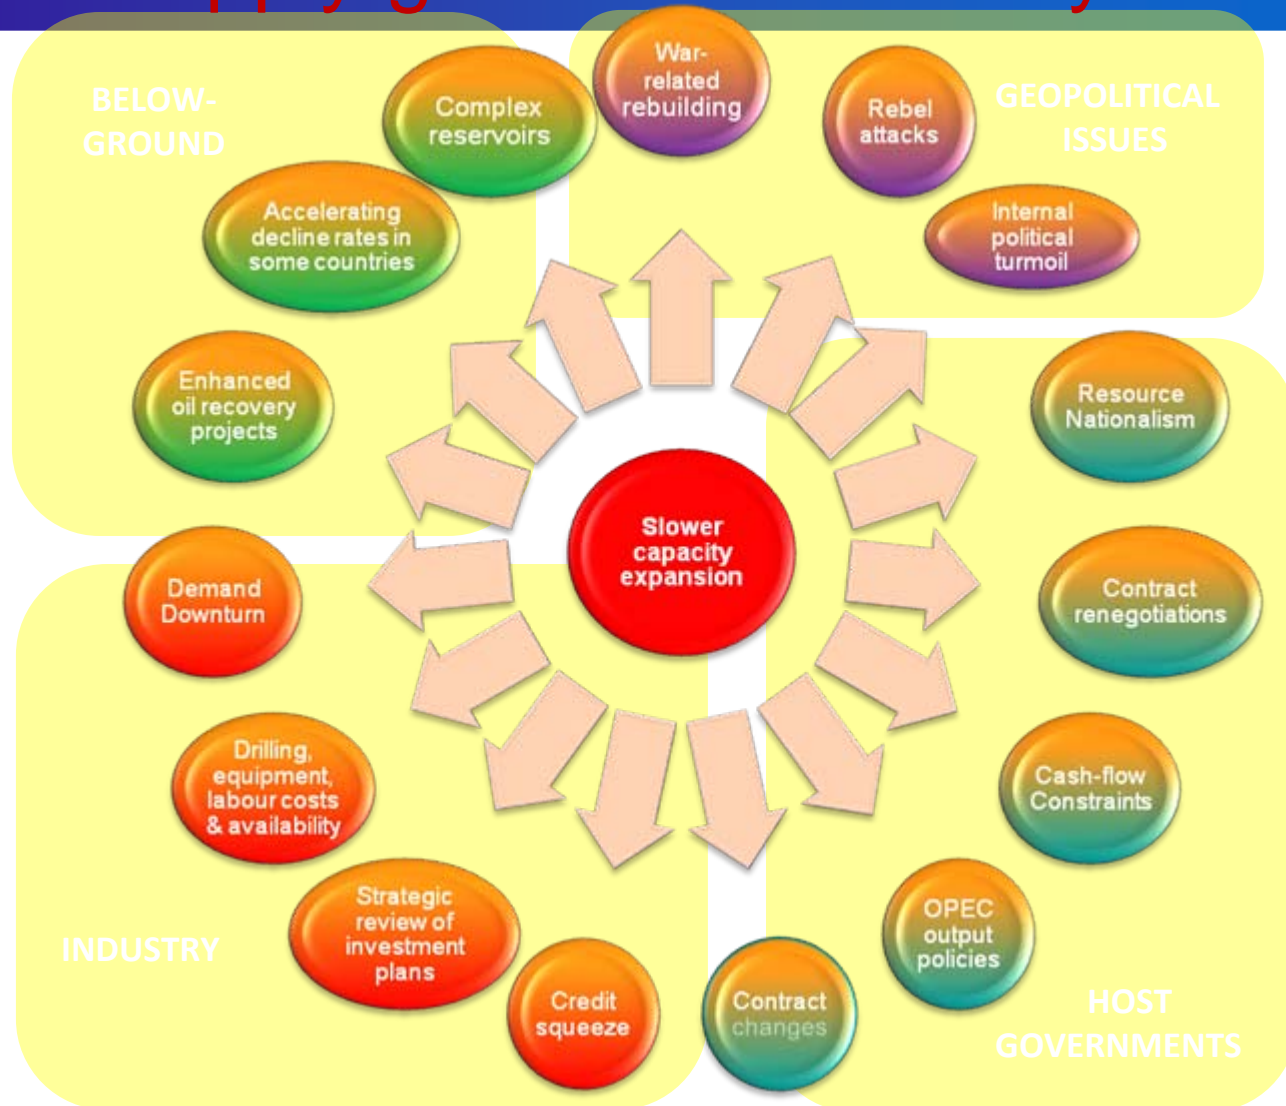 BELOW-
GROUND
GEOPOLITICAL
ISSUES
War-
related
rebuilding
Rebel
attacks
Internal
political
turmoil
Complex
reservoirs
Accelerating
decline rates in
some countries
Enhanced
oil recovery
projects
Slower
capacity
expansion
Resource
Nationalism
Contract
renegotiations
Cash-flow
Constraints
OPEC
output
policies
Contract
changes
HOST
GOVERNMENTS
Demand
Downturn
Drilling,
equipment,
labour costs
& availability
Strategic
review of
investment
plans
Credit
squeeze
INDUSTRY